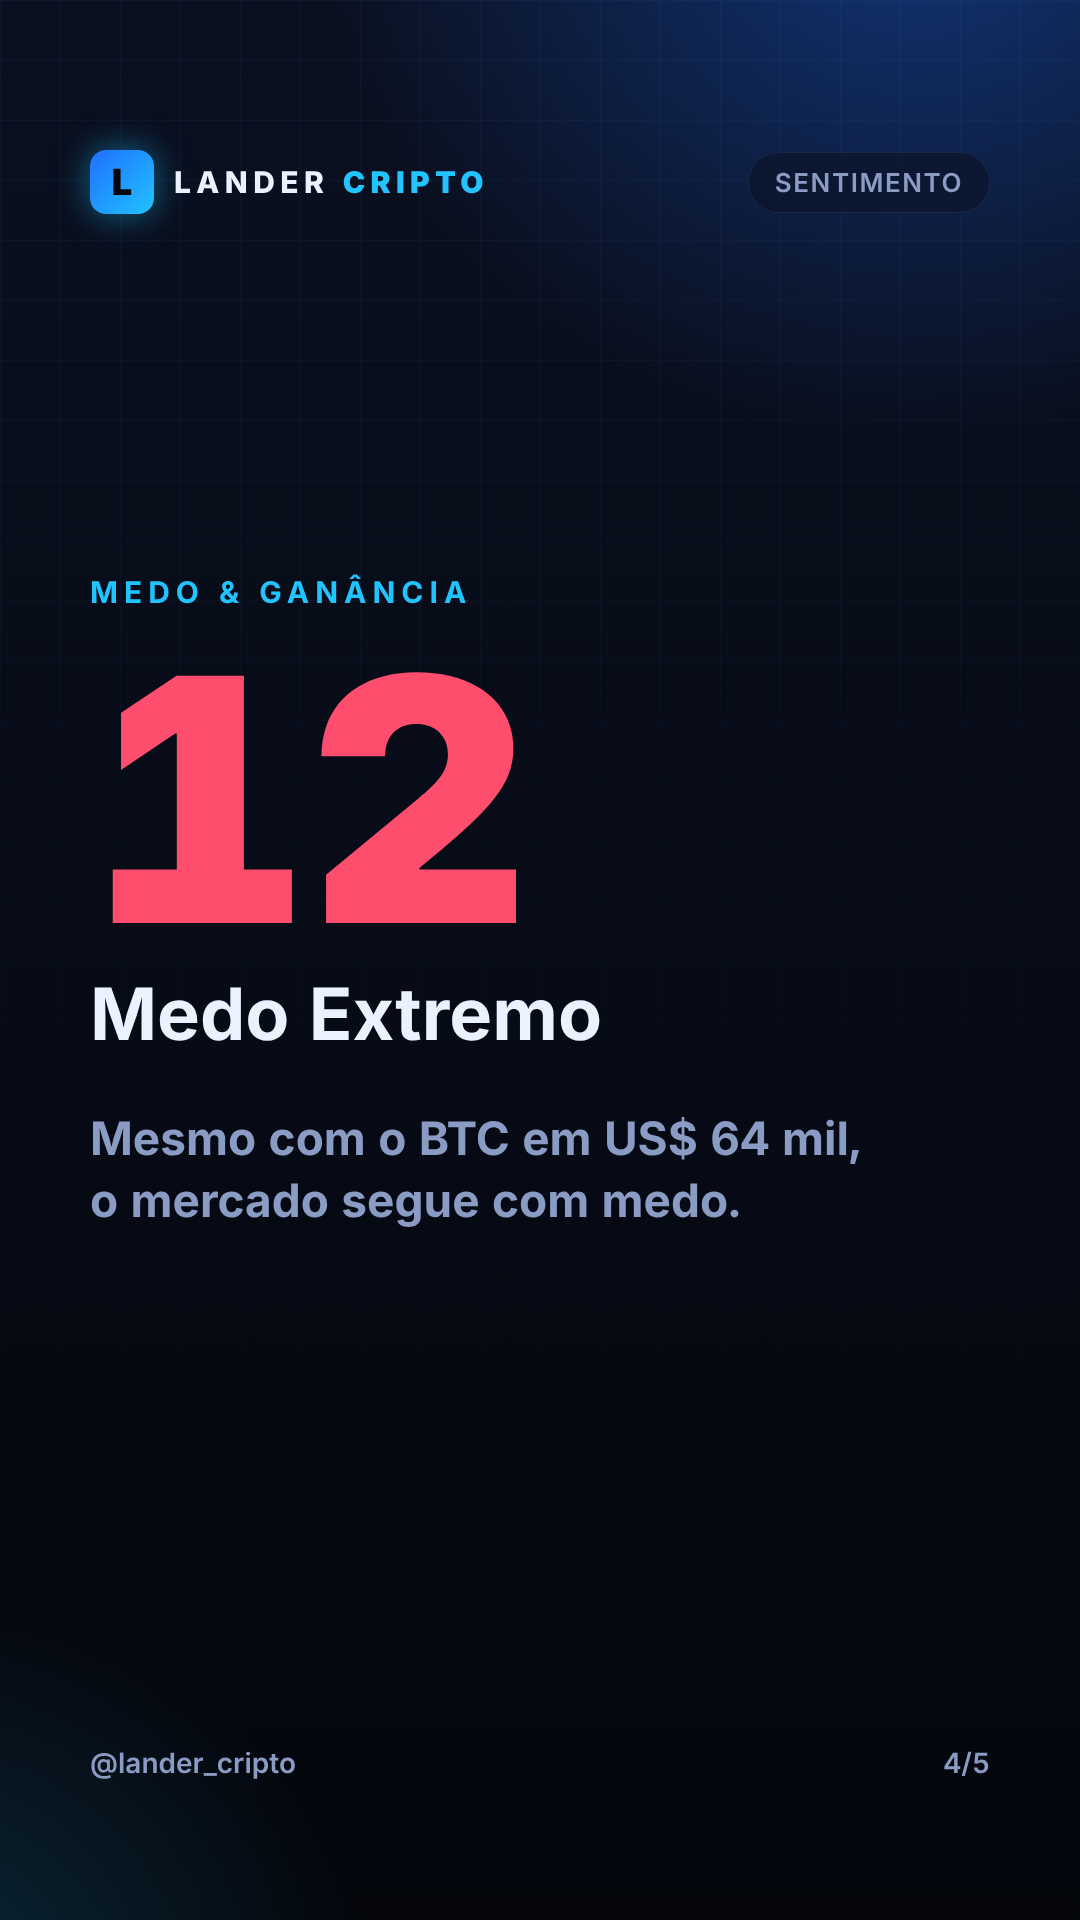 L LANDER CRIPTO
SENTIMENTO
MEDO & GANÂNCIA
12
Medo Extremo
Mesmo com o BTC em US$ 64 mil,
o mercado segue com medo.
@lander_cripto
4/5